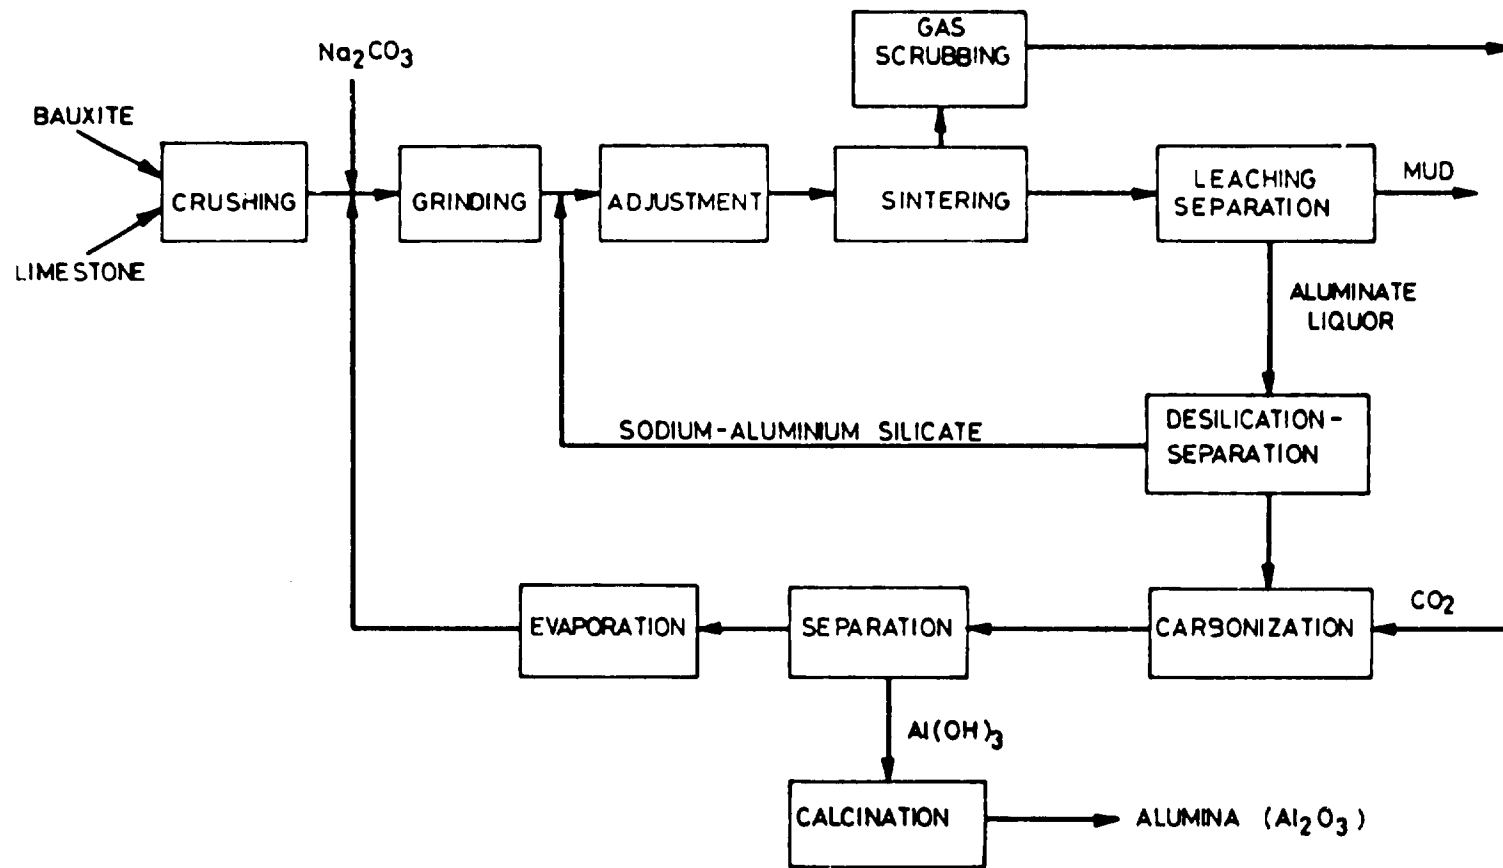 GAS
SCRUBBING
Na₂CO₃
BAUXITE
CRUSHING
GRINDING
ADJUSTMENT
SINTERING
LEACHING
SEPARATION
MUD
LIMESTONE
ALUMINATE
LIQUOR
SODIUM-ALUMINIUM SILICATE
DESILICATION-
SEPARATION
EVAPORATION
SEPARATION
CARBONIZATION
CO₂
Al(OH)₃
CALCINATION
ALUMINA (Al₂O₃)